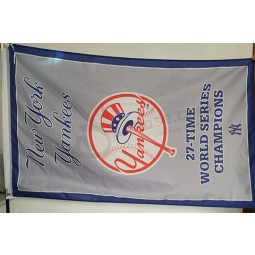 New York
Yankees
Yankees
27-TIME
WORLD SERIES
CHAMPIONS
NY